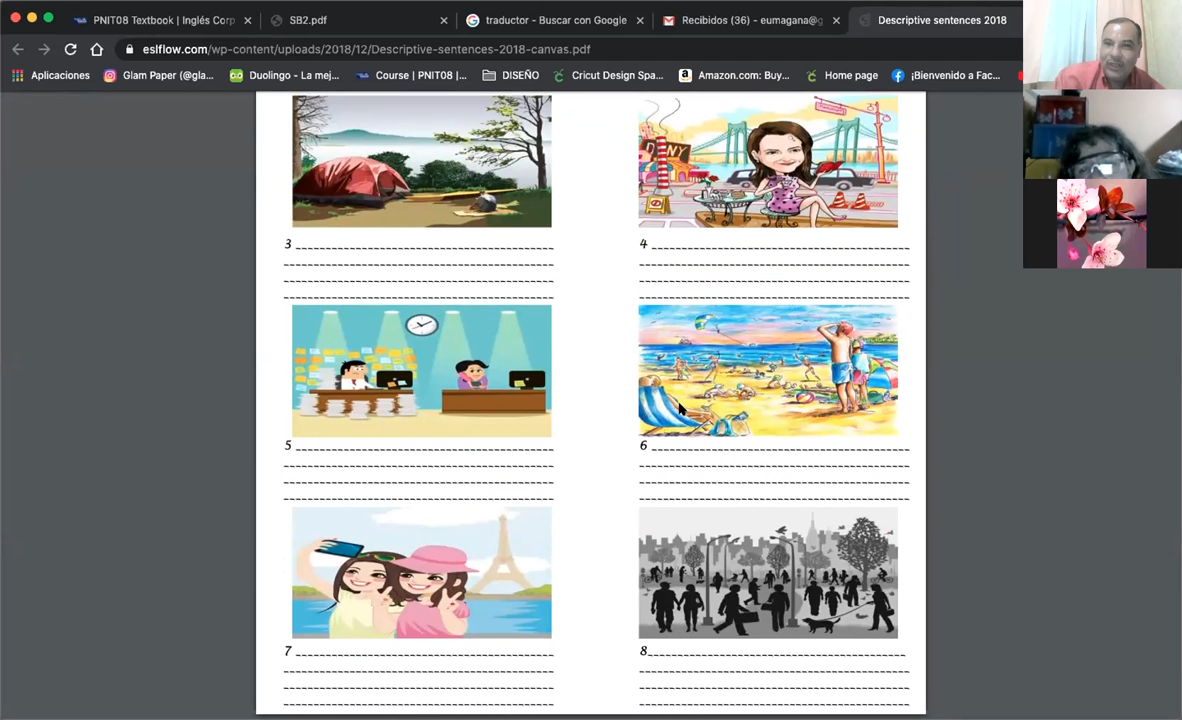 PNIT08 Textbook | Inglés Corp
SB2.pdf
traductor - Buscar con Google
Recibidos (36) - eumagana@g
Descriptive sentences 2018
eslflow.com/wp-content/uploads/2018/12/Descriptive-sentences-2018-canvas.pdf
Aplicaciones
Glam Paper (@gla...
Duolingo - La mej...
Course | PNIT08 |...
DISEÑO
Cricut Design Spa...
Amazon.com: Buy...
Home page
¡Bienvenido a Fac...
3
4
5
6
7
8